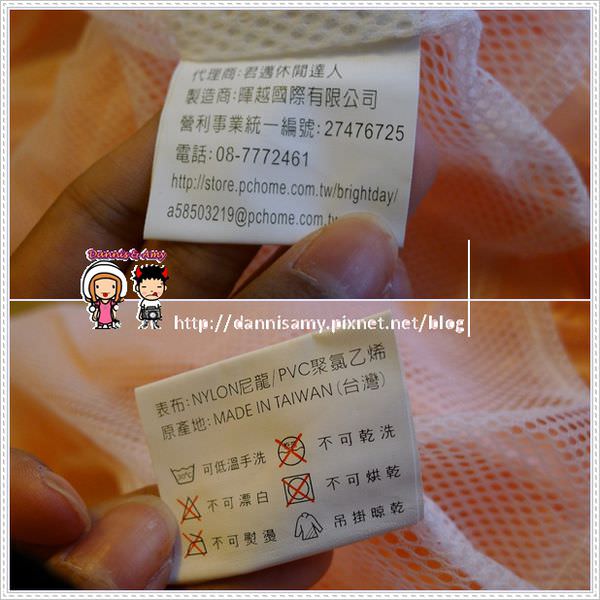 代理商:君邁休閒達人
製造商:暉越國際有限公司
營利事業統一編號:27476725
電話:08-7772461
http://store.pchome.com.tw/brightday/
a58503219@pchome.com.tw
Dannis & Amy
http://dannisamy.pixnet.net/blog
表布:NYLON尼龍/PVC聚氯乙烯
原產地:MADE IN TAIWAN(台灣)
可低溫手洗 不可乾洗
不可漂白 不可烘乾
不可熨燙 吊掛晾乾